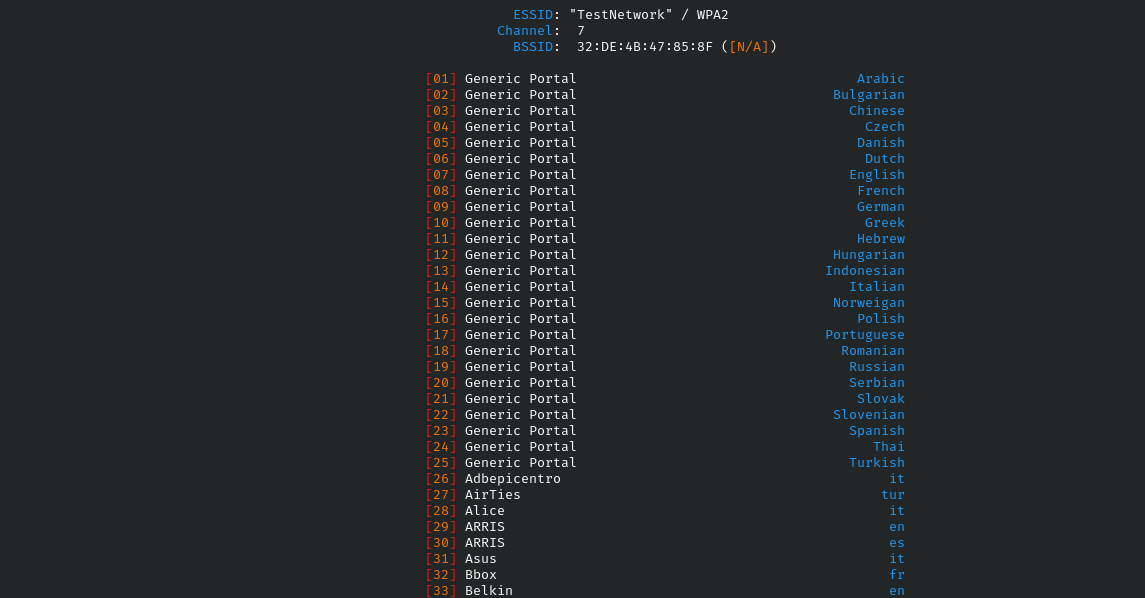 ESSID: "TestNetwork" / WPA2
Channel: 7
BSSID: 32:DE:4B:47:85:8F ([N/A])
[01] Generic Portal Arabic
[02] Generic Portal Bulgarian
[03] Generic Portal Chinese
[04] Generic Portal Czech
[05] Generic Portal Danish
[06] Generic Portal Dutch
[07] Generic Portal English
[08] Generic Portal French
[09] Generic Portal German
[10] Generic Portal Greek
[11] Generic Portal Hebrew
[12] Generic Portal Hungarian
[13] Generic Portal Indonesian
[14] Generic Portal Italian
[15] Generic Portal Norweigan
[16] Generic Portal Polish
[17] Generic Portal Portuguese
[18] Generic Portal Romanian
[19] Generic Portal Russian
[20] Generic Portal Serbian
[21] Generic Portal Slovak
[22] Generic Portal Slovenian
[23] Generic Portal Spanish
[24] Generic Portal Thai
[25] Generic Portal Turkish
[26] Adbepicentro it
[27] AirTies tur
[28] Alice it
[29] ARRIS en
[30] ARRIS es
[31] Asus it
[32] Bbox fr
[33] Belkin en